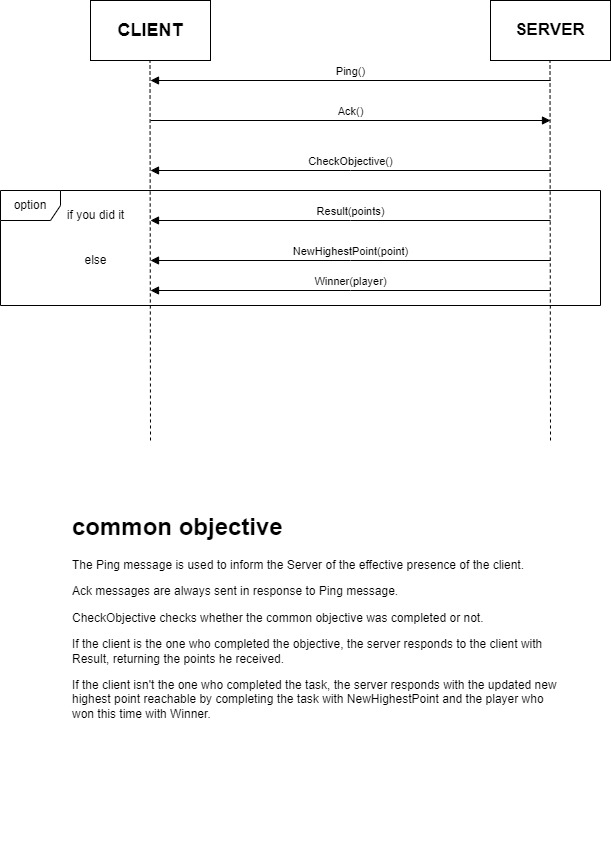 CLIENT
SERVER
Ping()
Ack()
CheckObjective()
option
if you did it
Result(points)
else
NewHighestPoint(point)
Winner(player)
common objective
The Ping message is used to inform the Server of the effective presence of the client.
Ack messages are always sent in response to Ping message.
CheckObjective checks whether the common objective was completed or not.
If the client is the one who completed the objective, the server responds to the client with
Result, returning the points he received.
If the client isn't the one who completed the task, the server responds with the updated new
highest point reachable by completing the task with NewHighestPoint and the player who
won this time with Winner.